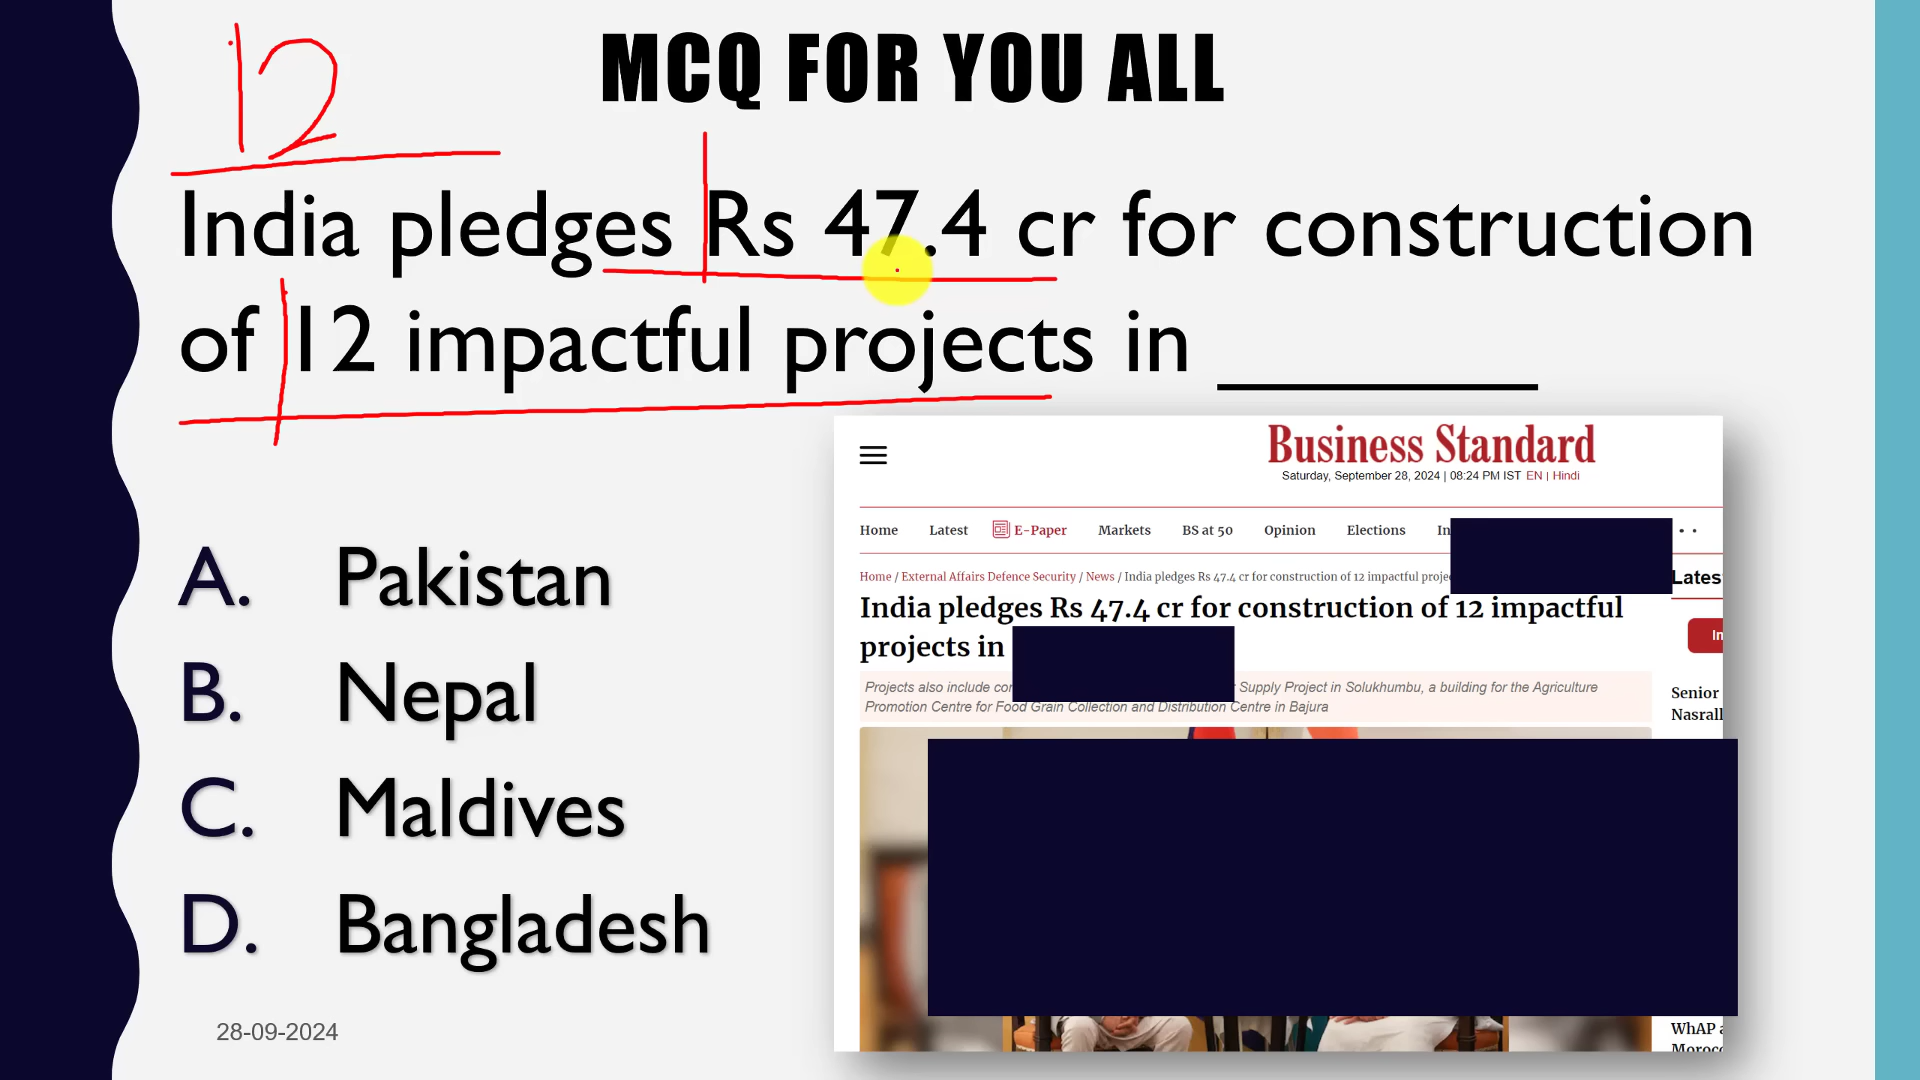 12
MCQ FOR YOU ALL
India pledges Rs 47.4 cr for construction
of 12 impactful projects in
A. Pakistan
B. Nepal
C. Maldives
D. Bangladesh
28-09-2024
Business Standard
Saturday, September 28, 2024 | 08:24 PM IST EN | Hindi
Home Latest E-Paper Markets BS at 50 Opinion Elections
Home / External Affairs Defence Security / News / India pledges Rs 47.4 cr for construction of 12 impactful
India pledges Rs 47.4 cr for construction of 12 impactful
projects in
Projects also include Supply Project in Solukhumbu, a building for the Agriculture
Promotion Centre for Food Grain Collection and Distribution Centre in Bajura
Lates
Senior
Nasrall
WhAP
Moroc